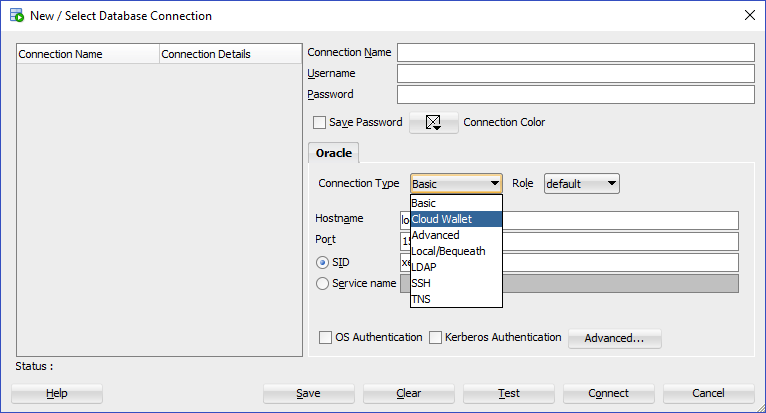 New / Select Database Connection
Connection Name Connection Details
Connection Name
Username
Password
Save Password Connection Color
Oracle
Connection Type Basic Role default
Basic
Cloud Wallet
Advanced
Local/Bequeath
LDAP
SSH
TNS
Hostname lo
Port 15
SID xe
Service name
OS Authentication Kerberos Authentication Advanced...
Status :
Help Save Clear Test Connect Cancel